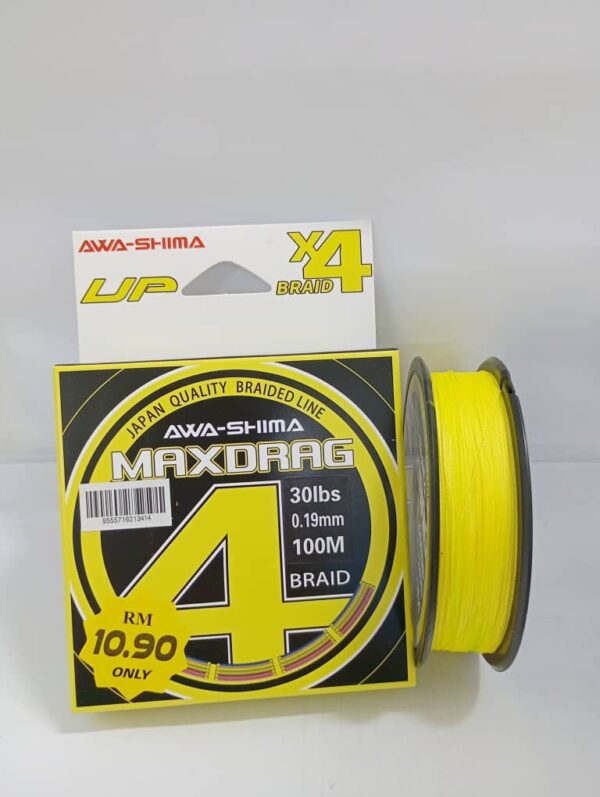 AWA-SHIMA
UP
X4
BRAID
JAPAN QUALITY BRAIDED LINE
AWA-SHIMA
MAXDRAG
4
30lbs
0.19mm
100M
BRAID
9555716213414
RM
10.90
ONLY